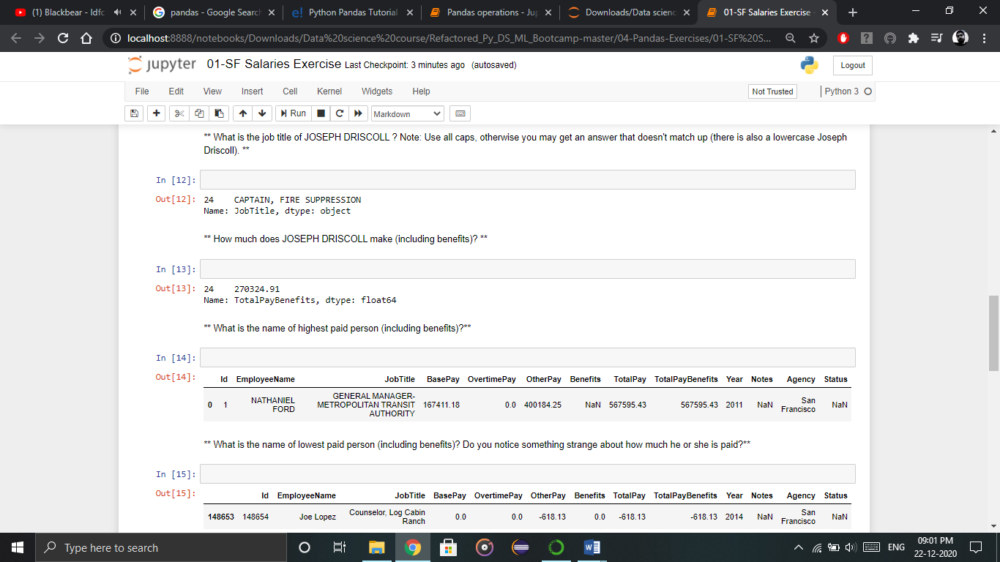 (1) Blackbear - Idfc
pandas - Google Search
Python Pandas Tutorial
Pandas operations - Jup
Downloads/Data scienc
01-SF Salaries Exercise -
localhost:8888/notebooks/Downloads/Data%20science%20course/Refactored_Py_DS_ML_Bootcamp-master/04-Pandas-Exercises/01-SF%20S...
jupyter 01-SF Salaries Exercise Last Checkpoint: 3 minutes ago (autosaved)
Logout
File Edit View Insert Cell Kernel Widgets Help
Not Trusted
Python 3
Run
Markdown
** What is the job title of JOSEPH DRISCOLL ? Note: Use all caps, otherwise you may get an answer that doesn't match up (there is also a lowercase Joseph
Driscoll). **
In [12]:
Out[12]: 24 CAPTAIN, FIRE SUPPRESSION
Name: JobTitle, dtype: object
** How much does JOSEPH DRISCOLL make (including benefits)? **
In [13]:
Out[13]: 24 270324.91
Name: TotalPayBenefits, dtype: float64
** What is the name of highest paid person (including benefits)?**
In [14]:
Out[14]:
Id EmployeeName JobTitle BasePay OvertimePay OtherPay Benefits TotalPay TotalPayBenefits Year Notes Agency Status
0 1 NATHANIEL FORD GENERAL MANAGER-METROPOLITAN TRANSIT AUTHORITY 167411.18 0.0 400184.25 NaN 567595.43 567595.43 2011 NaN San Francisco NaN
** What is the name of lowest paid person (including benefits)? Do you notice something strange about how much he or she is paid?**
In [15]:
Out[15]:
Id EmployeeName JobTitle BasePay OvertimePay OtherPay Benefits TotalPay TotalPayBenefits Year Notes Agency Status
148653 148654 Joe Lopez Counselor, Log Cabin Ranch 0.0 0.0 -618.13 0.0 -618.13 -618.13 2014 NaN San Francisco NaN
Type here to search
ENG
09:01 PM
22-12-2020